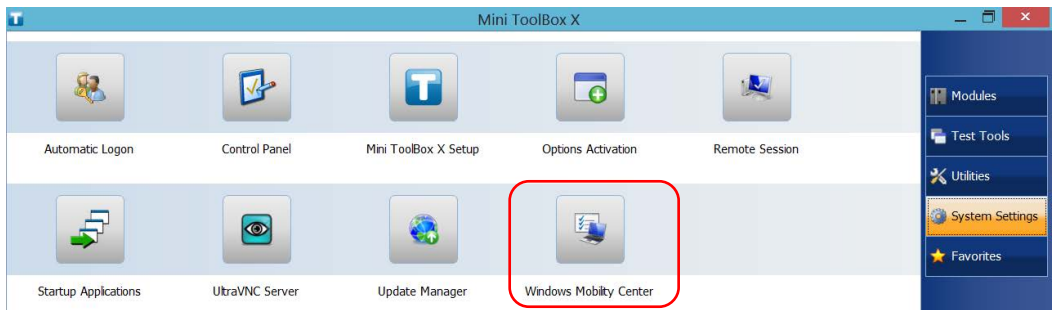 Mini ToolBox X
Automatic Logon
Control Panel
Mini ToolBox X Setup
Options Activation
Remote Session
Startup Applications
UltraVNC Server
Update Manager
Windows Mobility Center
Modules
Test Tools
Utilities
System Settings
Favorites